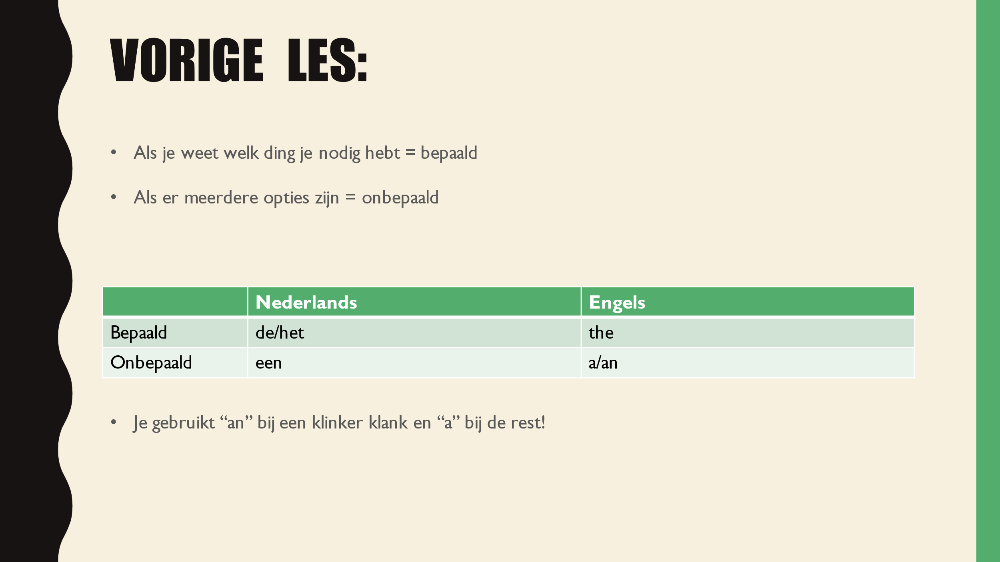 VORIGE LES:
• Als je weet welk ding je nodig hebt = bepaald
• Als er meerdere opties zijn = onbepaald
Nederlands Engels
Bepaald de/het the
Onbepaald een a/an
• Je gebruikt “an” bij een klinker klank en “a” bij de rest!